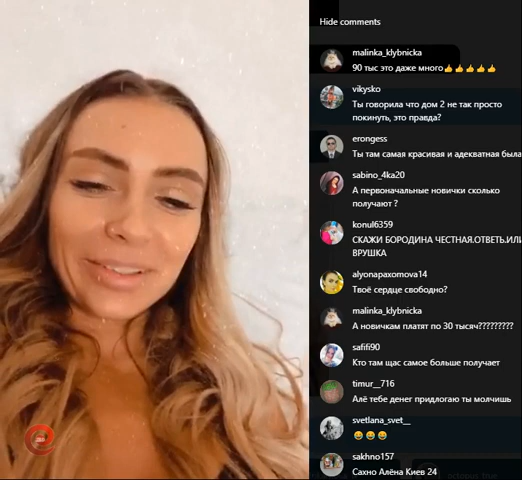 Hide comments
malinka_klybnicka
90 тыс это даже много👍👍👍👍👍
vikysko
Ты говорила что дом 2 не так просто
покинуть, это правда?
erongess
Ты там самая красивая и адекватная была
sabino_4ka20
А первоначальные новички сколько
получают ?
konul6359
СКАЖИ БОРОДИНА ЧЕСТНАЯ.ОТВЕТЬ.ИЛИ
ВРУШКА
alyonapaxomova14
Твоё сердце свободно?
malinka_klybnicka
А новичкам платят по 30 тысяч?????????
safifi90
Кто там щас самое больше получает
timur__716
Алё тебе денег придлогаю ты молчишь
svetlana_svet__
😂😂😂
sakhno157
Сахно Алёна Киев 24